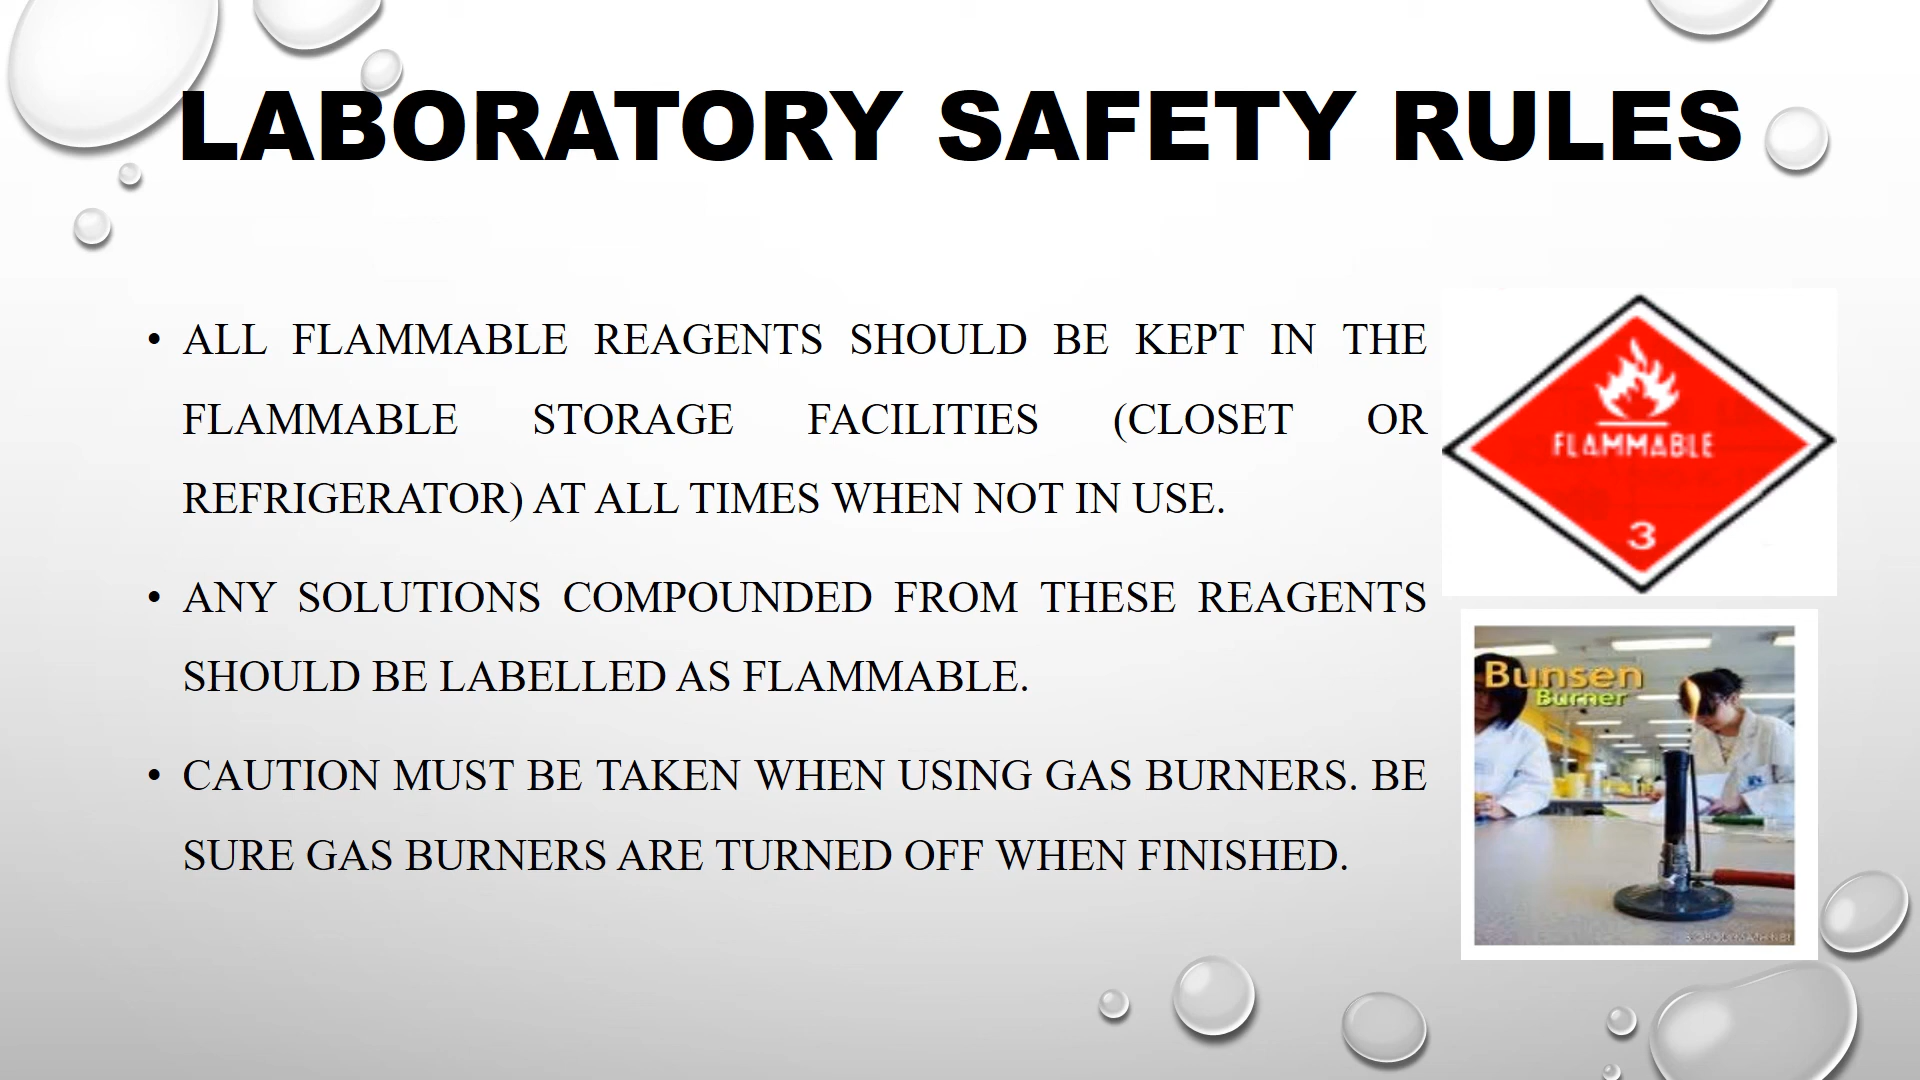 LABORATORY SAFETY RULES
• ALL FLAMMABLE REAGENTS SHOULD BE KEPT IN THE
FLAMMABLE STORAGE FACILITIES (CLOSET OR
REFRIGERATOR) AT ALL TIMES WHEN NOT IN USE.
• ANY SOLUTIONS COMPOUNDED FROM THESE REAGENTS
SHOULD BE LABELLED AS FLAMMABLE.
• CAUTION MUST BE TAKEN WHEN USING GAS BURNERS. BE
SURE GAS BURNERS ARE TURNED OFF WHEN FINISHED.
FLAMMABLE
3
Bunsen
Burner